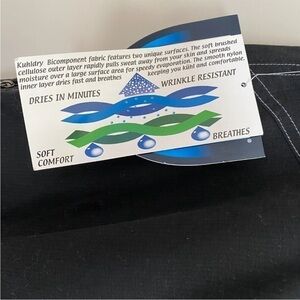 Kuhldry Bicomponent fabric features two unique surfaces. The soft brushed
cellulose outer layer rapidly pulls sweat away from your skin and spreads
moisture over a large surface area for speedy evaporation. The smooth nylon
inner layer dries fast and breathes keeping you kühl and comfortable.
DRIES IN MINUTES
WRINKLE RESISTANT
SOFT
COMFORT
BREATHES